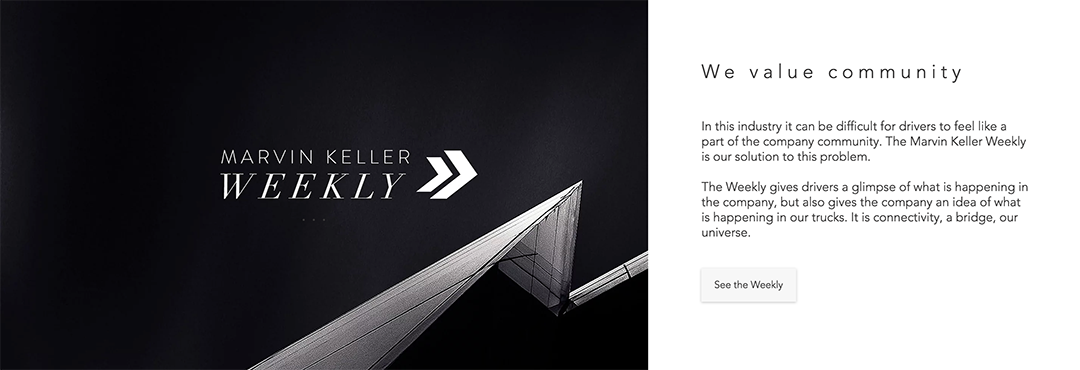 MARVIN KELLER
WEEKLY
. . .
We value community
In this industry it can be difficult for drivers to feel like a
part of the company community. The Marvin Keller Weekly
is our solution to this problem.
The Weekly gives drivers a glimpse of what is happening in
the company, but also gives the company an idea of what
is happening in our trucks. It is connectivity, a bridge, our
universe.
See the Weekly